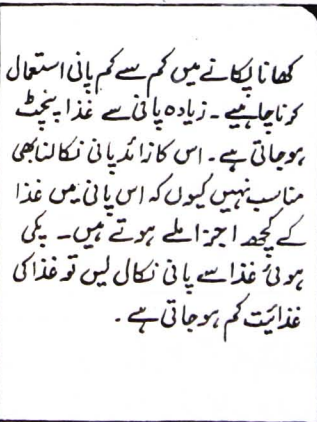 کھانا پکانے میں کم سے کم پانی استعمال
کرنا چاہیے ۔ زیادہ پانی سے غذا پنچٹ
ہو جاتی ہے ۔ اس کا زائد پانی نکالنا بھی
مناسب نہیں کیوں کہ اس پانی میں غذا
کے کچھ اجزا ملے ہوتے ہیں ۔ پکی
ہوئی غذا سے پانی نکال لیں تو غذا کی
غذائیت کم ہو جاتی ہے ۔